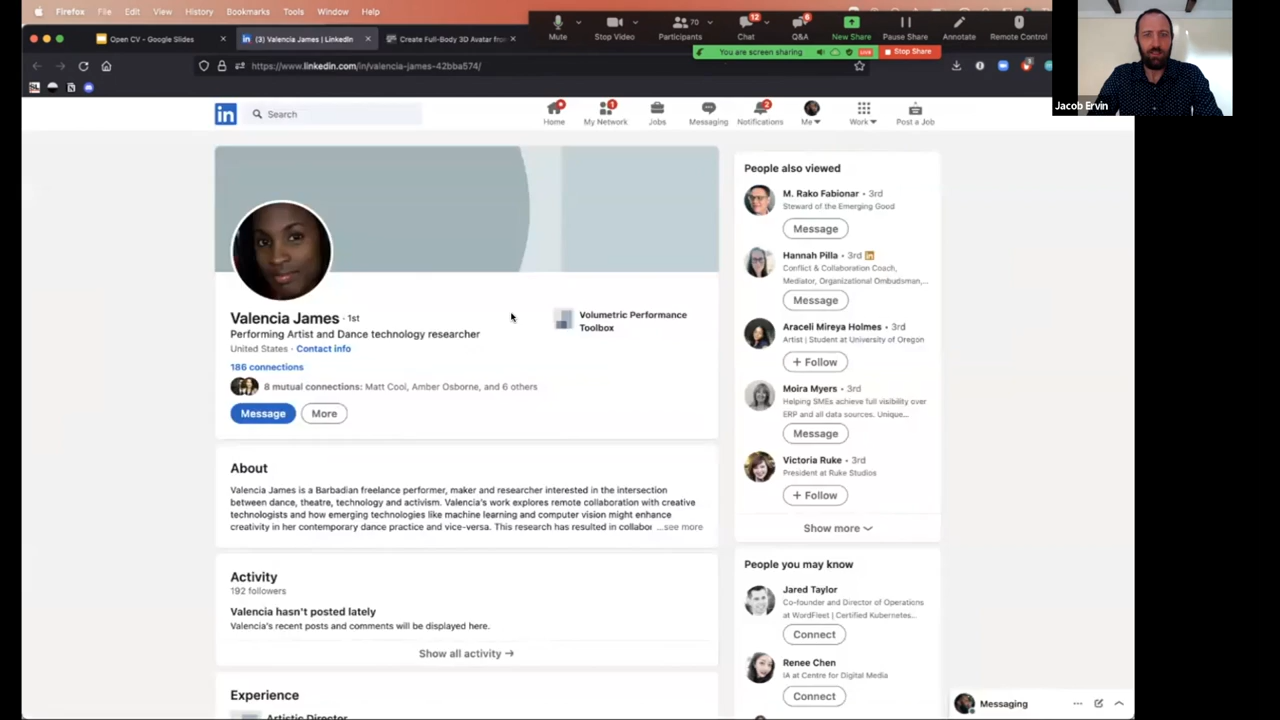 Firefox File Edit View History Bookmarks Tools Window Help
Mute Stop Video 70 Participants 12 Chat 6 Q&A New Share Pause Share Annotate Remote Control
You are screen sharing LIVE Stop Share
Open CV - Google Slides
(3) Valencia James | LinkedIn
Create Full-Body 3D Avatar from
https://www.linkedin.com/in/valencia-james-42bba574/
Jacob Ervin
in Search
Home
1 My Network
Jobs
Messaging
2 Notifications
Me
Work
Post a Job
Valencia James · 1st
Performing Artist and Dance technology researcher
United States · Contact info
186 connections
8 mutual connections: Matt Cool, Amber Osborne, and 6 others
Message More
Volumetric Performance
Toolbox
About
Valencia James is a Barbadian freelance performer, maker and researcher interested in the intersection
between dance, theatre, technology and activism. Valencia's work explores remote collaboration with creative
technologists and how emerging technologies like machine learning and computer vision might enhance
creativity in her contemporary dance practice and vice-versa. This research has resulted in collabor ...see more
Activity
192 followers
Valencia hasn't posted lately
Valencia's recent posts and comments will be displayed here.
Show all activity →
Experience
Artistic Director
People also viewed
M. Rako Fabionar • 3rd
Steward of the Emerging Good
Message
Hannah Pilla • 3rd in
Conflict & Collaboration Coach,
Mediator, Organizational Ombudsman,...
Message
Araceli Mireya Holmes • 3rd
Artist | Student at University of Oregon
+ Follow
Moira Myers • 3rd
Helping SMEs achieve full visibility over
ERP and all data sources. Unique...
Message
Victoria Ruke • 3rd
President at Ruke Studios
+ Follow
Show more
People you may know
Jared Taylor
Co-founder and Director of Operations
at WordFleet | Certified Kubernetes...
Connect
Renee Chen
IA at Centre for Digital Media
Connect
Messaging